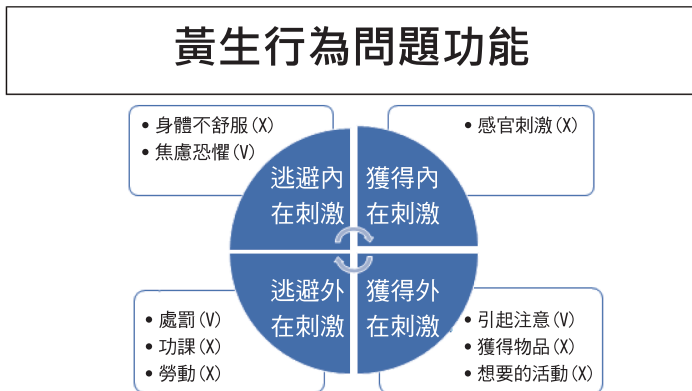 黃生行為問題功能
• 身體不舒服(X)
• 焦慮恐懼(V)
• 感官刺激(X)
逃避內
在刺激
獲得內
在刺激
逃避外
在刺激
獲得外
在刺激
• 處罰(V)
• 功課(X)
• 勞動(X)
• 引起注意(V)
• 獲得物品(X)
• 想要的活動(X)